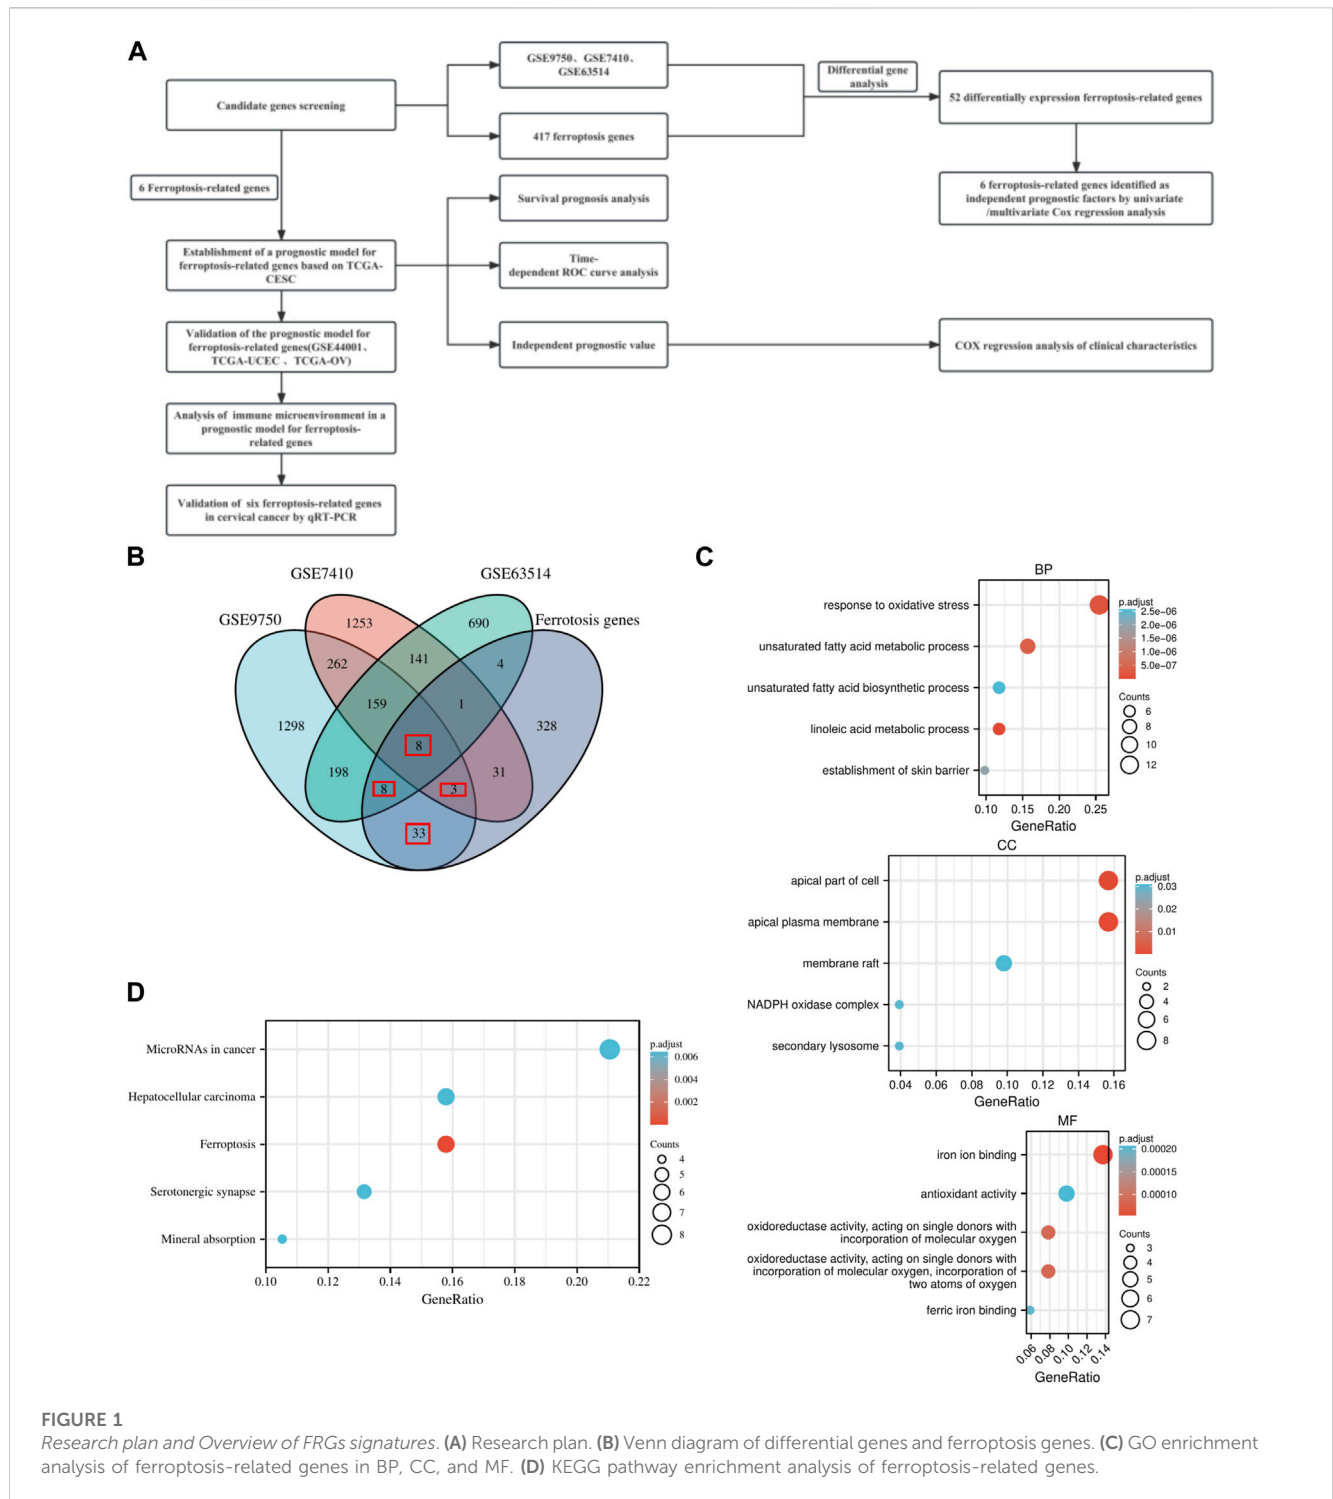 A
Candidate genes screening
6 Ferroptosis-related genes
Establishment of a prognostic model for
ferroptosis-related genes based on TCGA-
CESC
Validation of the prognostic model for
ferroptosis-related genes(GSE44001、
TCGA-UCEC 、TCGA-OV)
Analysis of immune microenvironment in a
prognostic model for ferroptosis-
related genes
Validation of six ferroptosis-related genes
in cervical cancer by qRT-PCR
GSE9750、GSE7410、
GSE63514
417 ferroptosis genes
Survival prognosis analysis
Time-
dependent ROC curve analysis
Independent prognostic value
Differential gene
analysis
52 differentially expression ferroptosis-related genes
6 ferroptosis-related genes identified as
independent prognostic factors by univariate
/multivariate Cox regression analysis
COX regression analysis of clinical characteristics
B
GSE7410
GSE63514
GSE9750
Ferrotosis genes
1253
690
262
141
4
159
1
1298
328
8
198
31
8
3
33
C
BP
response to oxidative stress
unsaturated fatty acid metabolic process
unsaturated fatty acid biosynthetic process
linoleic acid metabolic process
establishment of skin barrier
0.10 0.15 0.20 0.25
GeneRatio
p.adjust
2.5e−06
2.0e−06
1.5e−06
1.0e−06
5.0e−07
Counts
6
8
10
12
CC
apical part of cell
apical plasma membrane
membrane raft
NADPH oxidase complex
secondary lysosome
0.04 0.06 0.08 0.10 0.12 0.14 0.16
GeneRatio
p.adjust
0.03
0.02
0.01
Counts
2
4
6
8
MF
iron ion binding
antioxidant activity
oxidoreductase activity, acting on single donors with
incorporation of molecular oxygen
oxidoreductase activity, acting on single donors with
incorporation of molecular oxygen, incorporation of
two atoms of oxygen
ferric iron binding
0.06 0.08 0.10 0.12 0.14
GeneRatio
p.adjust
0.00020
0.00015
0.00010
Counts
3
4
5
6
7
D
MicroRNAs in cancer
Hepatocellular carcinoma
Ferroptosis
Serotonergic synapse
Mineral absorption
0.10 0.12 0.14 0.16 0.18 0.20 0.22
GeneRatio
p.adjust
0.006
0.004
0.002
Counts
4
5
6
7
8
FIGURE 1
Research plan and Overview of FRGs signatures. (A) Research plan. (B) Venn diagram of differential genes and ferroptosis genes. (C) GO enrichment
analysis of ferroptosis-related genes in BP, CC, and MF. (D) KEGG pathway enrichment analysis of ferroptosis-related genes.